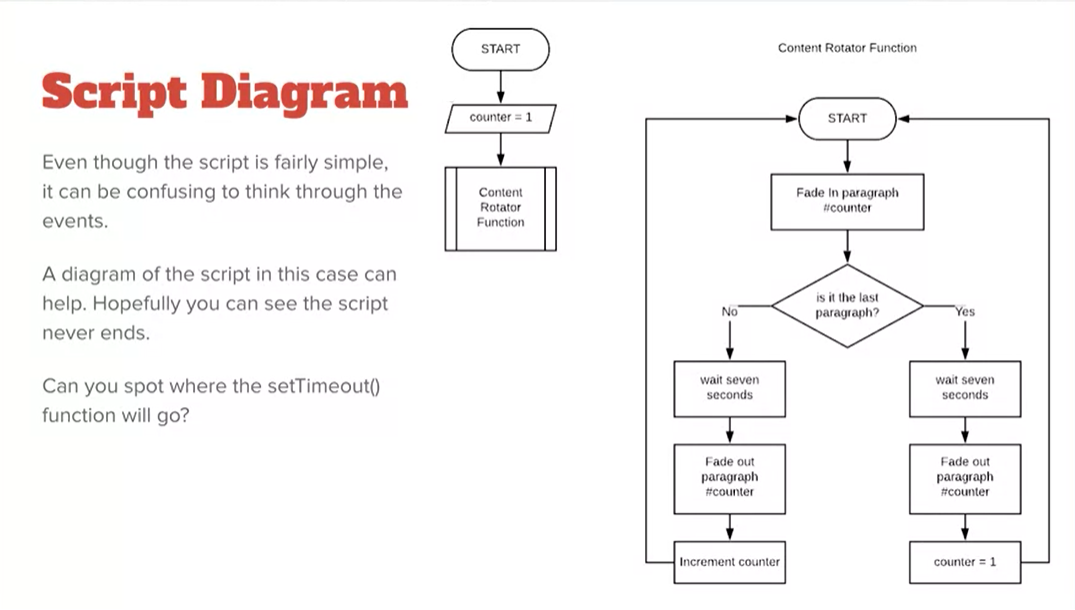 Script Diagram
Even though the script is fairly simple,
it can be confusing to think through the
events.
A diagram of the script in this case can
help. Hopefully you can see the script
never ends.
Can you spot where the setTimeout()
function will go?
START
counter = 1
Content
Rotator
Function
Content Rotator Function
START
Fade In paragraph
#counter
is it the last
paragraph?
No
Yes
wait seven
seconds
Fade out
paragraph
#counter
Increment counter
wait seven
seconds
Fade out
paragraph
#counter
counter = 1